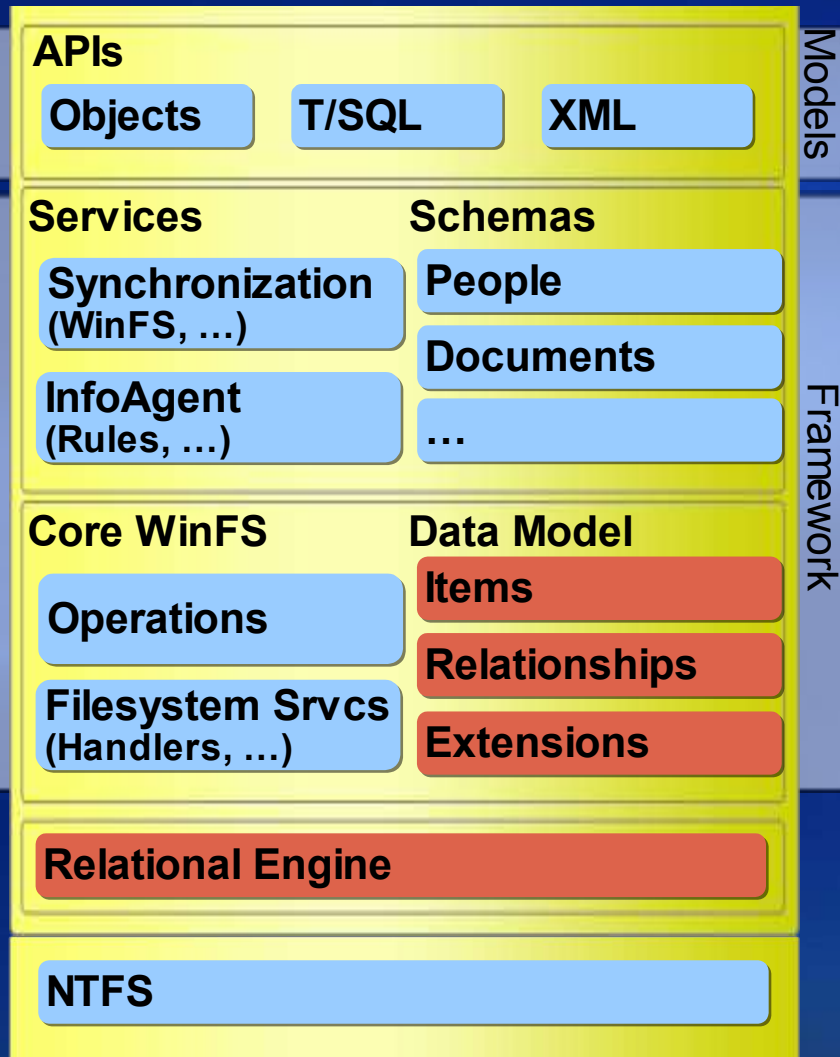 APIs
Objects
T/SQL
XML
Models
Services
Synchronization
(WinFS, …)
InfoAgent
(Rules, …)
Schemas
People
Documents
…
Framework
Core WinFS
Operations
Filesystem Srvcs
(Handlers, …)
Data Model
Items
Relationships
Extensions
Relational Engine
NTFS